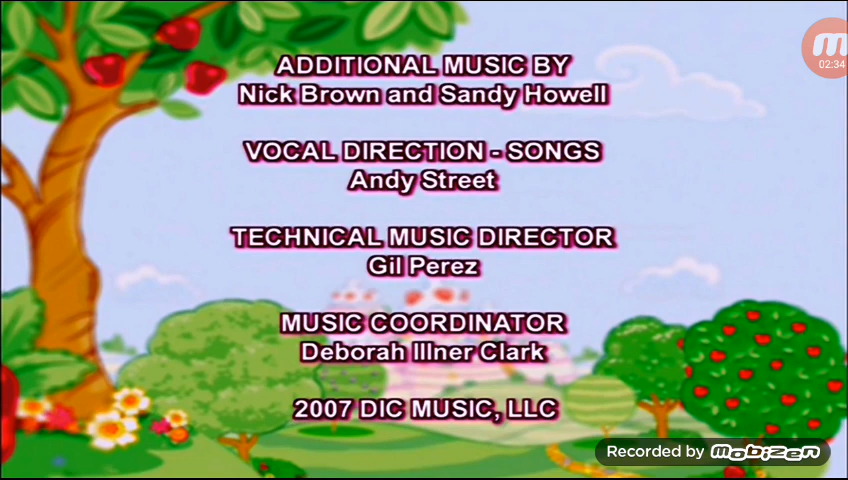 ADDITIONAL MUSIC BY
Nick Brown and Sandy Howell
VOCAL DIRECTION - SONGS
Andy Street
TECHNICAL MUSIC DIRECTOR
Gil Perez
MUSIC COORDINATOR
Deborah Illner Clark
2007 DIC MUSIC, LLC
02:34
Recorded by Mobizen